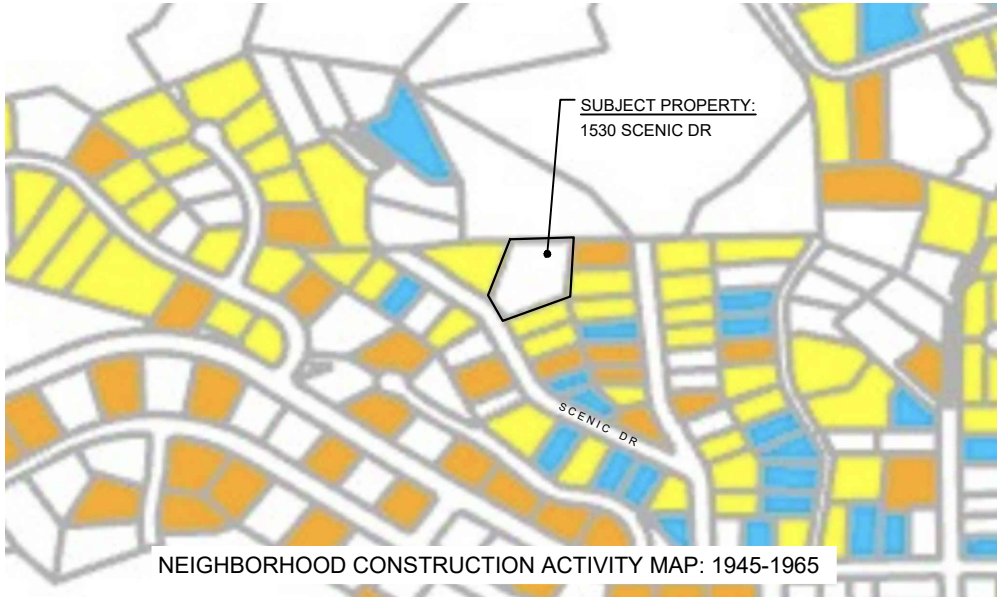 SUBJECT PROPERTY:
1530 SCENIC DR
SCENIC DR
NEIGHBORHOOD CONSTRUCTION ACTIVITY MAP: 1945-1965